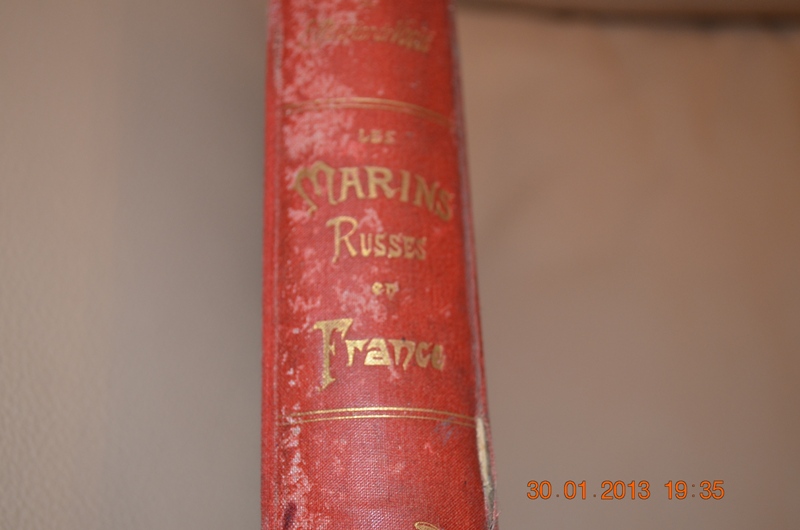 LES
MARINS
RUSSES
en
France
30.01.2013 19:35